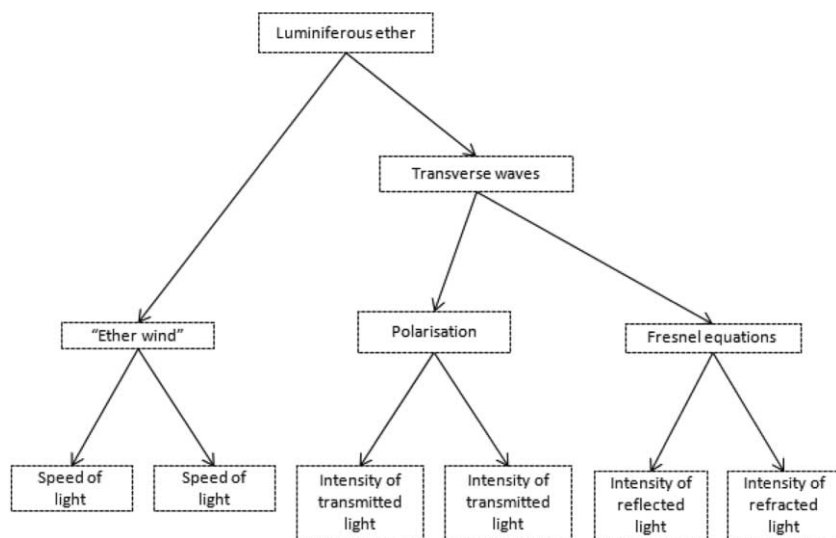 Luminiferous ether
Transverse waves
“Ether wind”
Polarisation
Fresnel equations
Speed of
light
Speed of
light
Intensity of
transmitted
light
Intensity of
transmitted
light
Intensity of
reflected
light
Intensity of
refracted
light